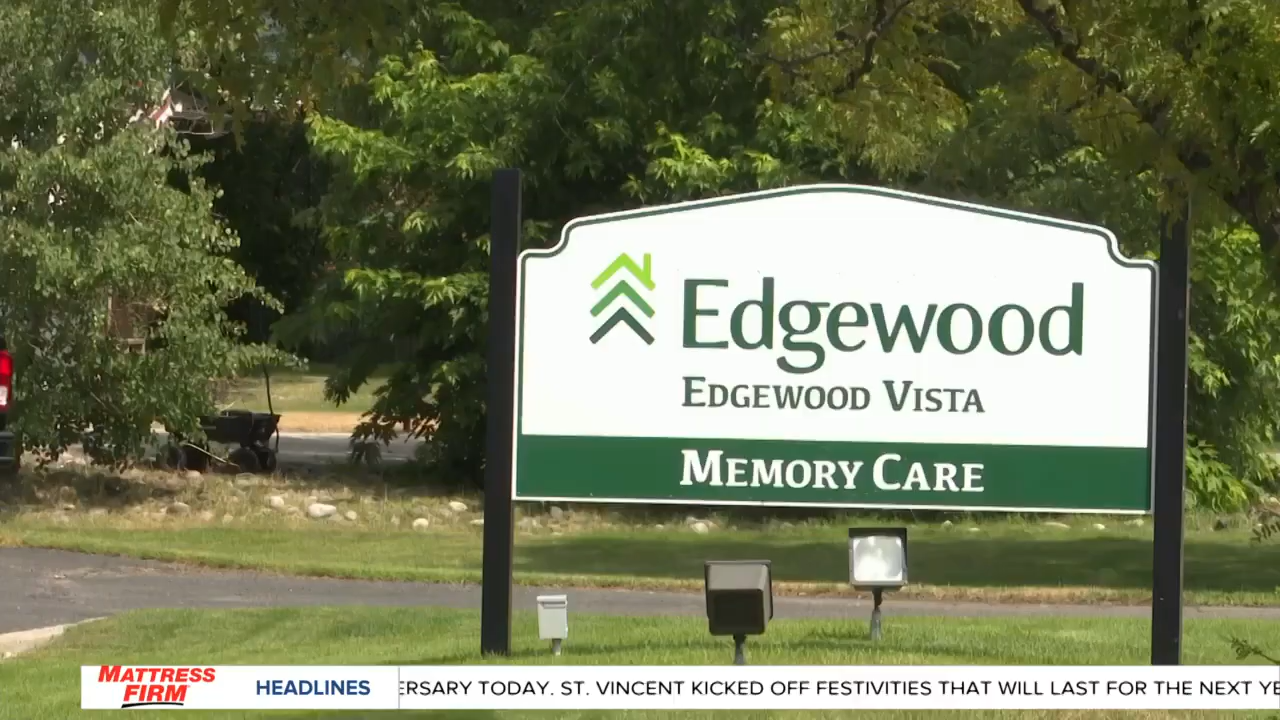 Edgewood
EDGEWOOD VISTA
MEMORY CARE
MATTRESS
FIRM
HEADLINES
ERSARY TODAY. ST. VINCENT KICKED OFF FESTIVITIES THAT WILL LAST FOR THE NEXT YE